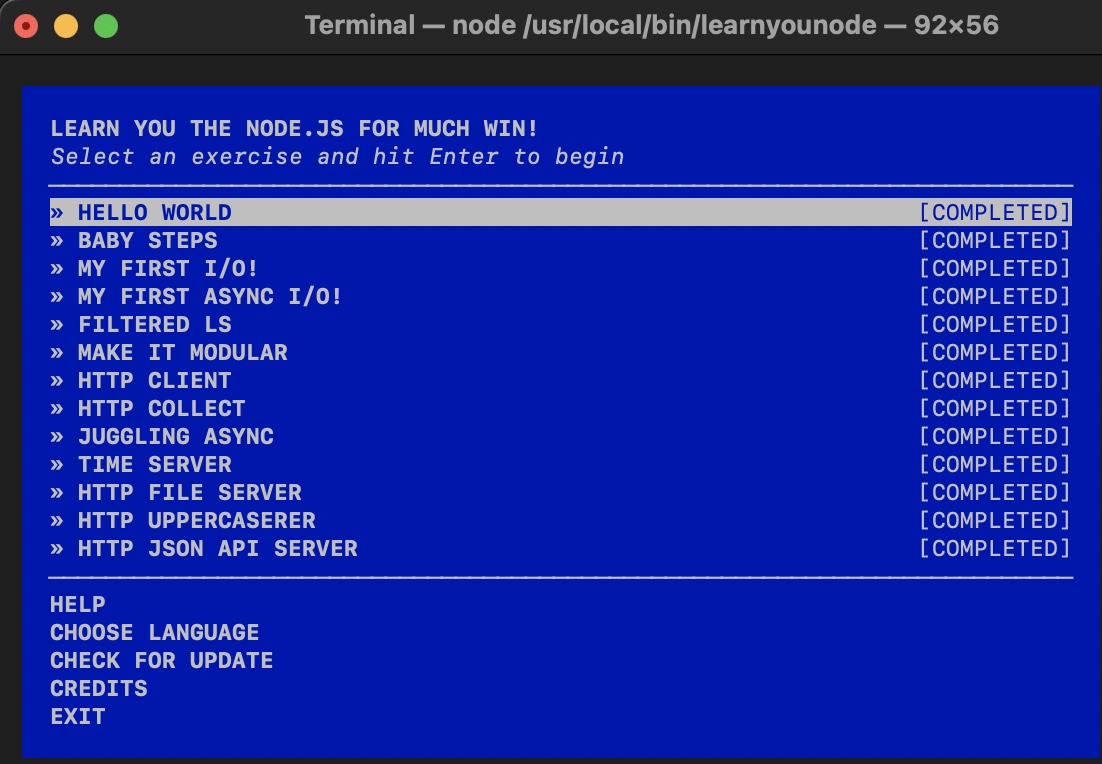 Terminal — node /usr/local/bin/learnyounode — 92×56
LEARN YOU THE NODE.JS FOR MUCH WIN!
Select an exercise and hit Enter to begin
» HELLO WORLD [COMPLETED]
» BABY STEPS [COMPLETED]
» MY FIRST I/O! [COMPLETED]
» MY FIRST ASYNC I/O! [COMPLETED]
» FILTERED LS [COMPLETED]
» MAKE IT MODULAR [COMPLETED]
» HTTP CLIENT [COMPLETED]
» HTTP COLLECT [COMPLETED]
» JUGGLING ASYNC [COMPLETED]
» TIME SERVER [COMPLETED]
» HTTP FILE SERVER [COMPLETED]
» HTTP UPPERCASERER [COMPLETED]
» HTTP JSON API SERVER [COMPLETED]
HELP
CHOOSE LANGUAGE
CHECK FOR UPDATE
CREDITS
EXIT